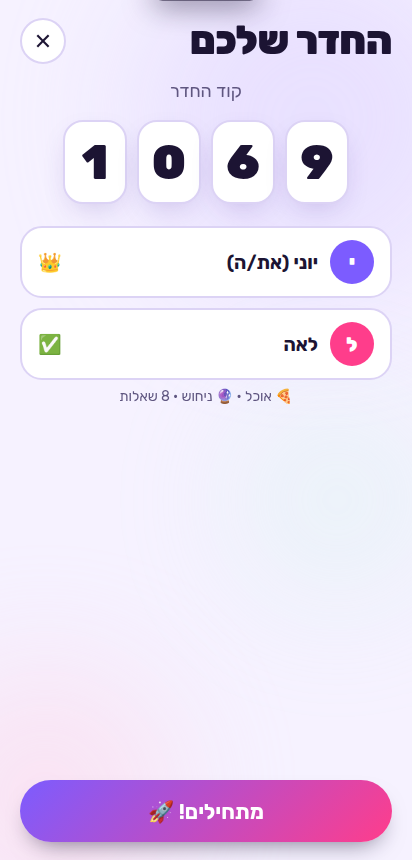 החדר שלכם
✕
קוד החדר
1 0 6 9
י יוני (את/ה) 👑
ל לאה ✅
🍕 אוכל • 🔮 ניחוש • 8 שאלות
מתחילים! 🚀